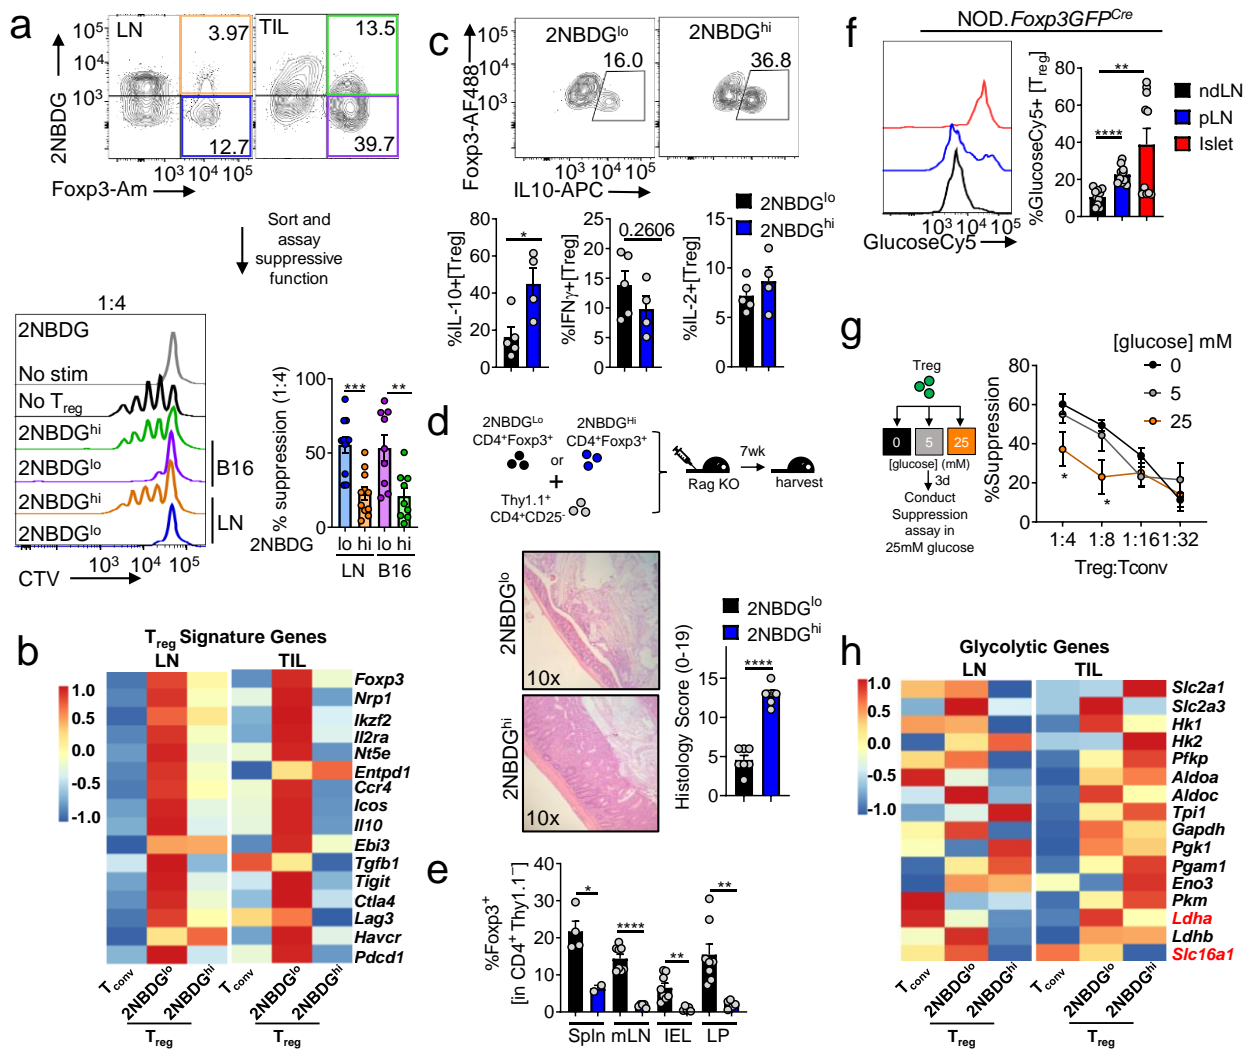 a
LN
TIL
3.97
13.5
12.7
39.7
10⁵
10⁴
10³
2NBDG
10³ 10⁴ 10⁵
10³ 10⁴ 10⁵
Foxp3-Am
Sort and
assay
suppressive
function
1:4
2NBDG
No stim
No Treg
2NBDGhi
2NBDGlo
2NBDGhi
2NBDGlo
B16
LN
10³ 10⁴ 10⁵
CTV
% suppression (1:4)
100
50
0
***
**
2NBDG
lo hi lo hi
LN B16
b
Treg Signature Genes
LN TIL
1.0
0.5
0.0
-0.5
-1.0
Foxp3
Nrp1
Ikzf2
Il2ra
Nt5e
Entpd1
Ccr4
Icos
Il10
Ebi3
Tgfb1
Tigit
Ctla4
Lag3
Havcr
Pdcd1
Tconv 2NBDGlo 2NBDGhi
Tconv 2NBDGlo 2NBDGhi
Treg Treg
c
2NBDGlo
2NBDGhi
16.0
36.8
10⁵
10⁴
10³
Foxp3-AF488
10³ 10⁴ 10⁵
10³ 10⁴ 10⁵
IL10-APC
2NBDGlo
2NBDGhi
%IL-10+[Treg]
80
60
40
20
0
*
%IFNγ+[Treg]
25
20
15
10
5
0
0.2606
%IL-2+[Treg]
15
10
5
0
d
2NBDGLo
CD4+Foxp3+
or
2NBDGHi
CD4+Foxp3+
+
Thy1.1+
CD4+CD25-
Rag KO
7wk
harvest
2NBDGlo
10x
2NBDGhi
10x
2NBDGlo
2NBDGhi
Histology Score (0-19)
15
10
5
0
****
e
%Foxp3+
[in CD4+ Thy1.1–]
40
30
20
10
0
*
****
**
**
Spln mLN IEL LP
f
NOD.Foxp3GFPCre
10³ 10⁴ 10⁵
GlucoseCy5
%GlucoseCy5+ [Treg]
80
60
40
20
0
**
****
ndLN
pLN
Islet
g
Treg
0 5 25
[glucose] (mM)
3d
Conduct
Suppression
assay in
25mM glucose
[glucose] mM
0
5
25
%Suppression
80
60
40
20
0
*
*
1:4 1:8 1:16 1:32
Treg:Tconv
h
Glycolytic Genes
LN TIL
1.0
0.5
0.0
-0.5
-1.0
Slc2a1
Slc2a3
Hk1
Hk2
Pfkp
Aldoa
Aldoc
Tpi1
Gapdh
Pgk1
Pgam1
Eno3
Pkm
Ldha
Ldhb
Slc16a1
Tconv 2NBDGlo 2NBDGhi
Tconv 2NBDGlo 2NBDGhi
Treg Treg